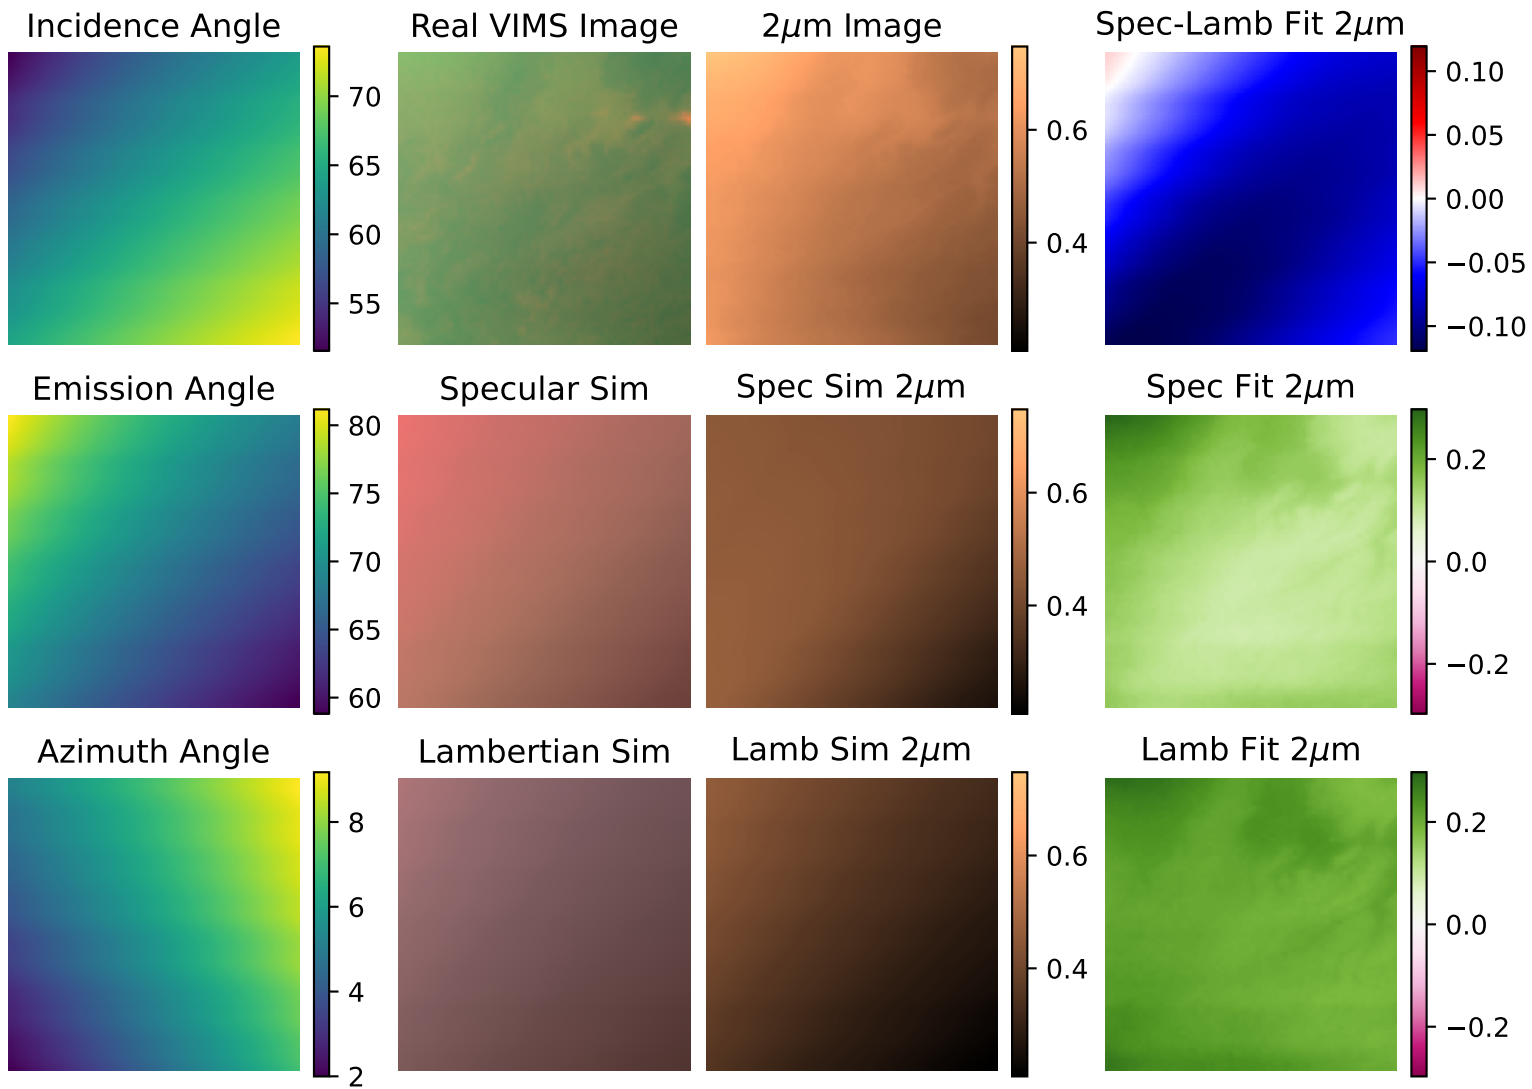 Incidence Angle
70
65
60
55
Real VIMS Image
2μm Image
0.6
0.4
Spec-Lamb Fit 2μm
0.10
0.05
0.00
−0.05
−0.10
Emission Angle
80
75
70
65
60
Specular Sim
Spec Sim 2μm
0.6
0.4
Spec Fit 2μm
0.2
0.0
−0.2
Azimuth Angle
8
6
4
2
Lambertian Sim
Lamb Sim 2μm
0.6
0.4
Lamb Fit 2μm
0.2
0.0
−0.2